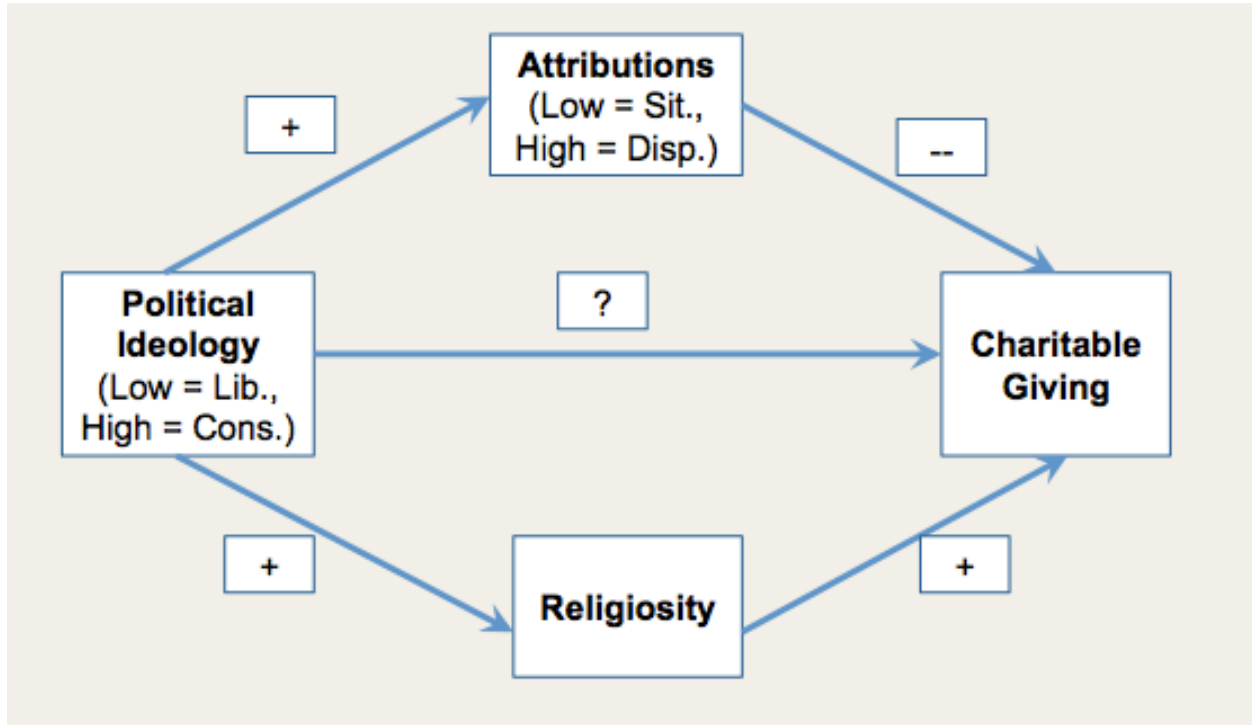 Attributions
(Low = Sit.,
High = Disp.)
+
--
Political
Ideology
(Low = Lib.,
High = Cons.)
?
Charitable
Giving
+
Religiosity
+